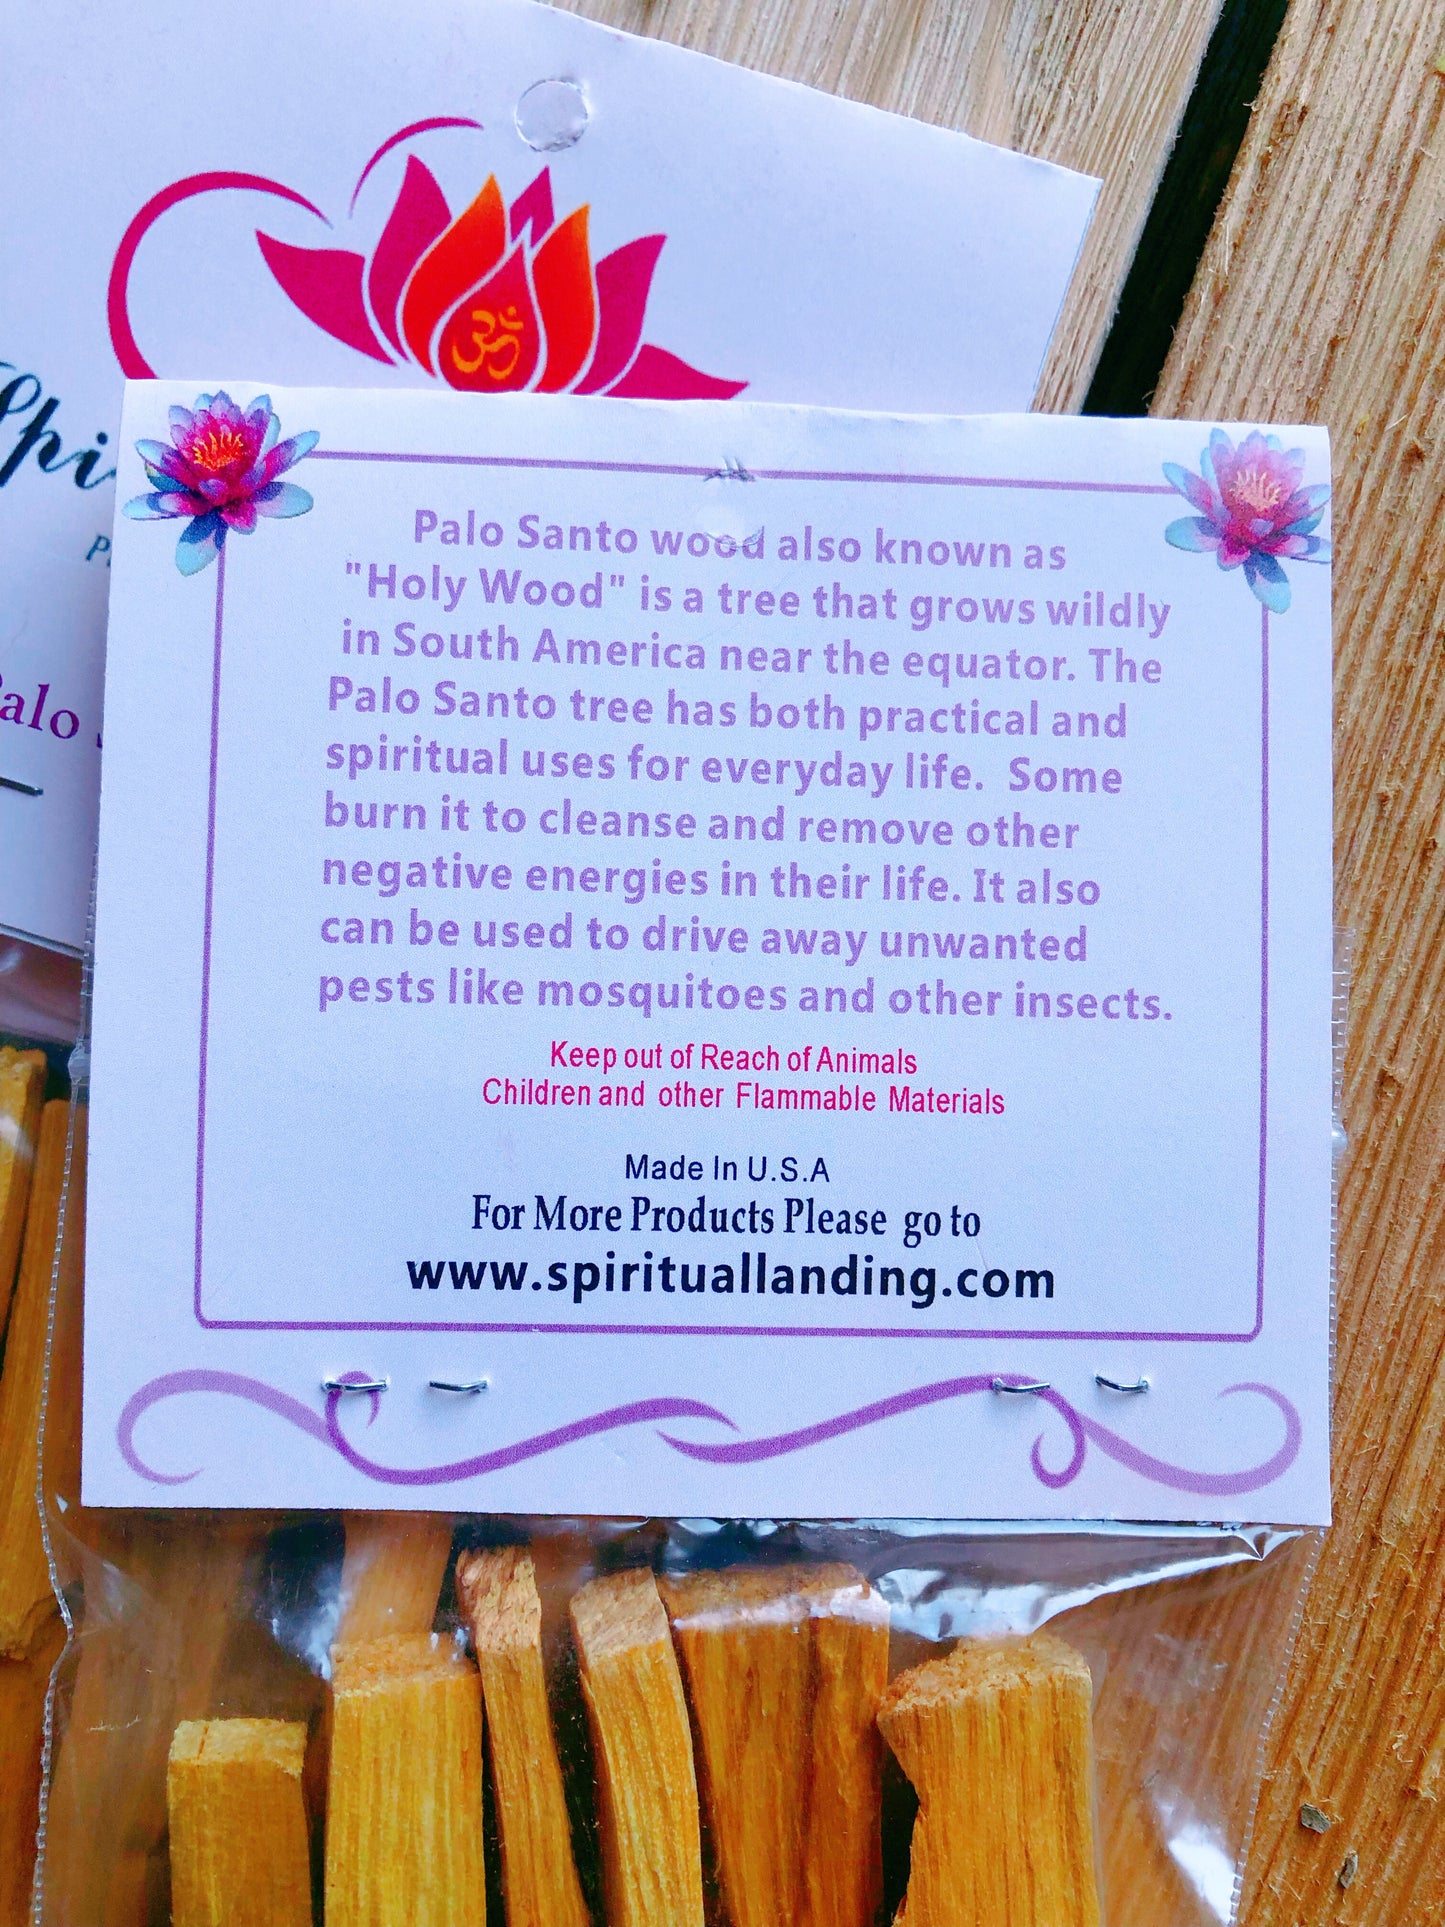 ॐ
Spi
P
Palo
Palo Santo wood also known as
"Holy Wood" is a tree that grows wildly
in South America near the equator. The
Palo Santo tree has both practical and
spiritual uses for everyday life. Some
burn it to cleanse and remove other
negative energies in their life. It also
can be used to drive away unwanted
pests like mosquitoes and other insects.
Keep out of Reach of Animals
Children and other Flammable Materials
Made In U.S.A
For More Products Please go to
www.spirituallanding.com